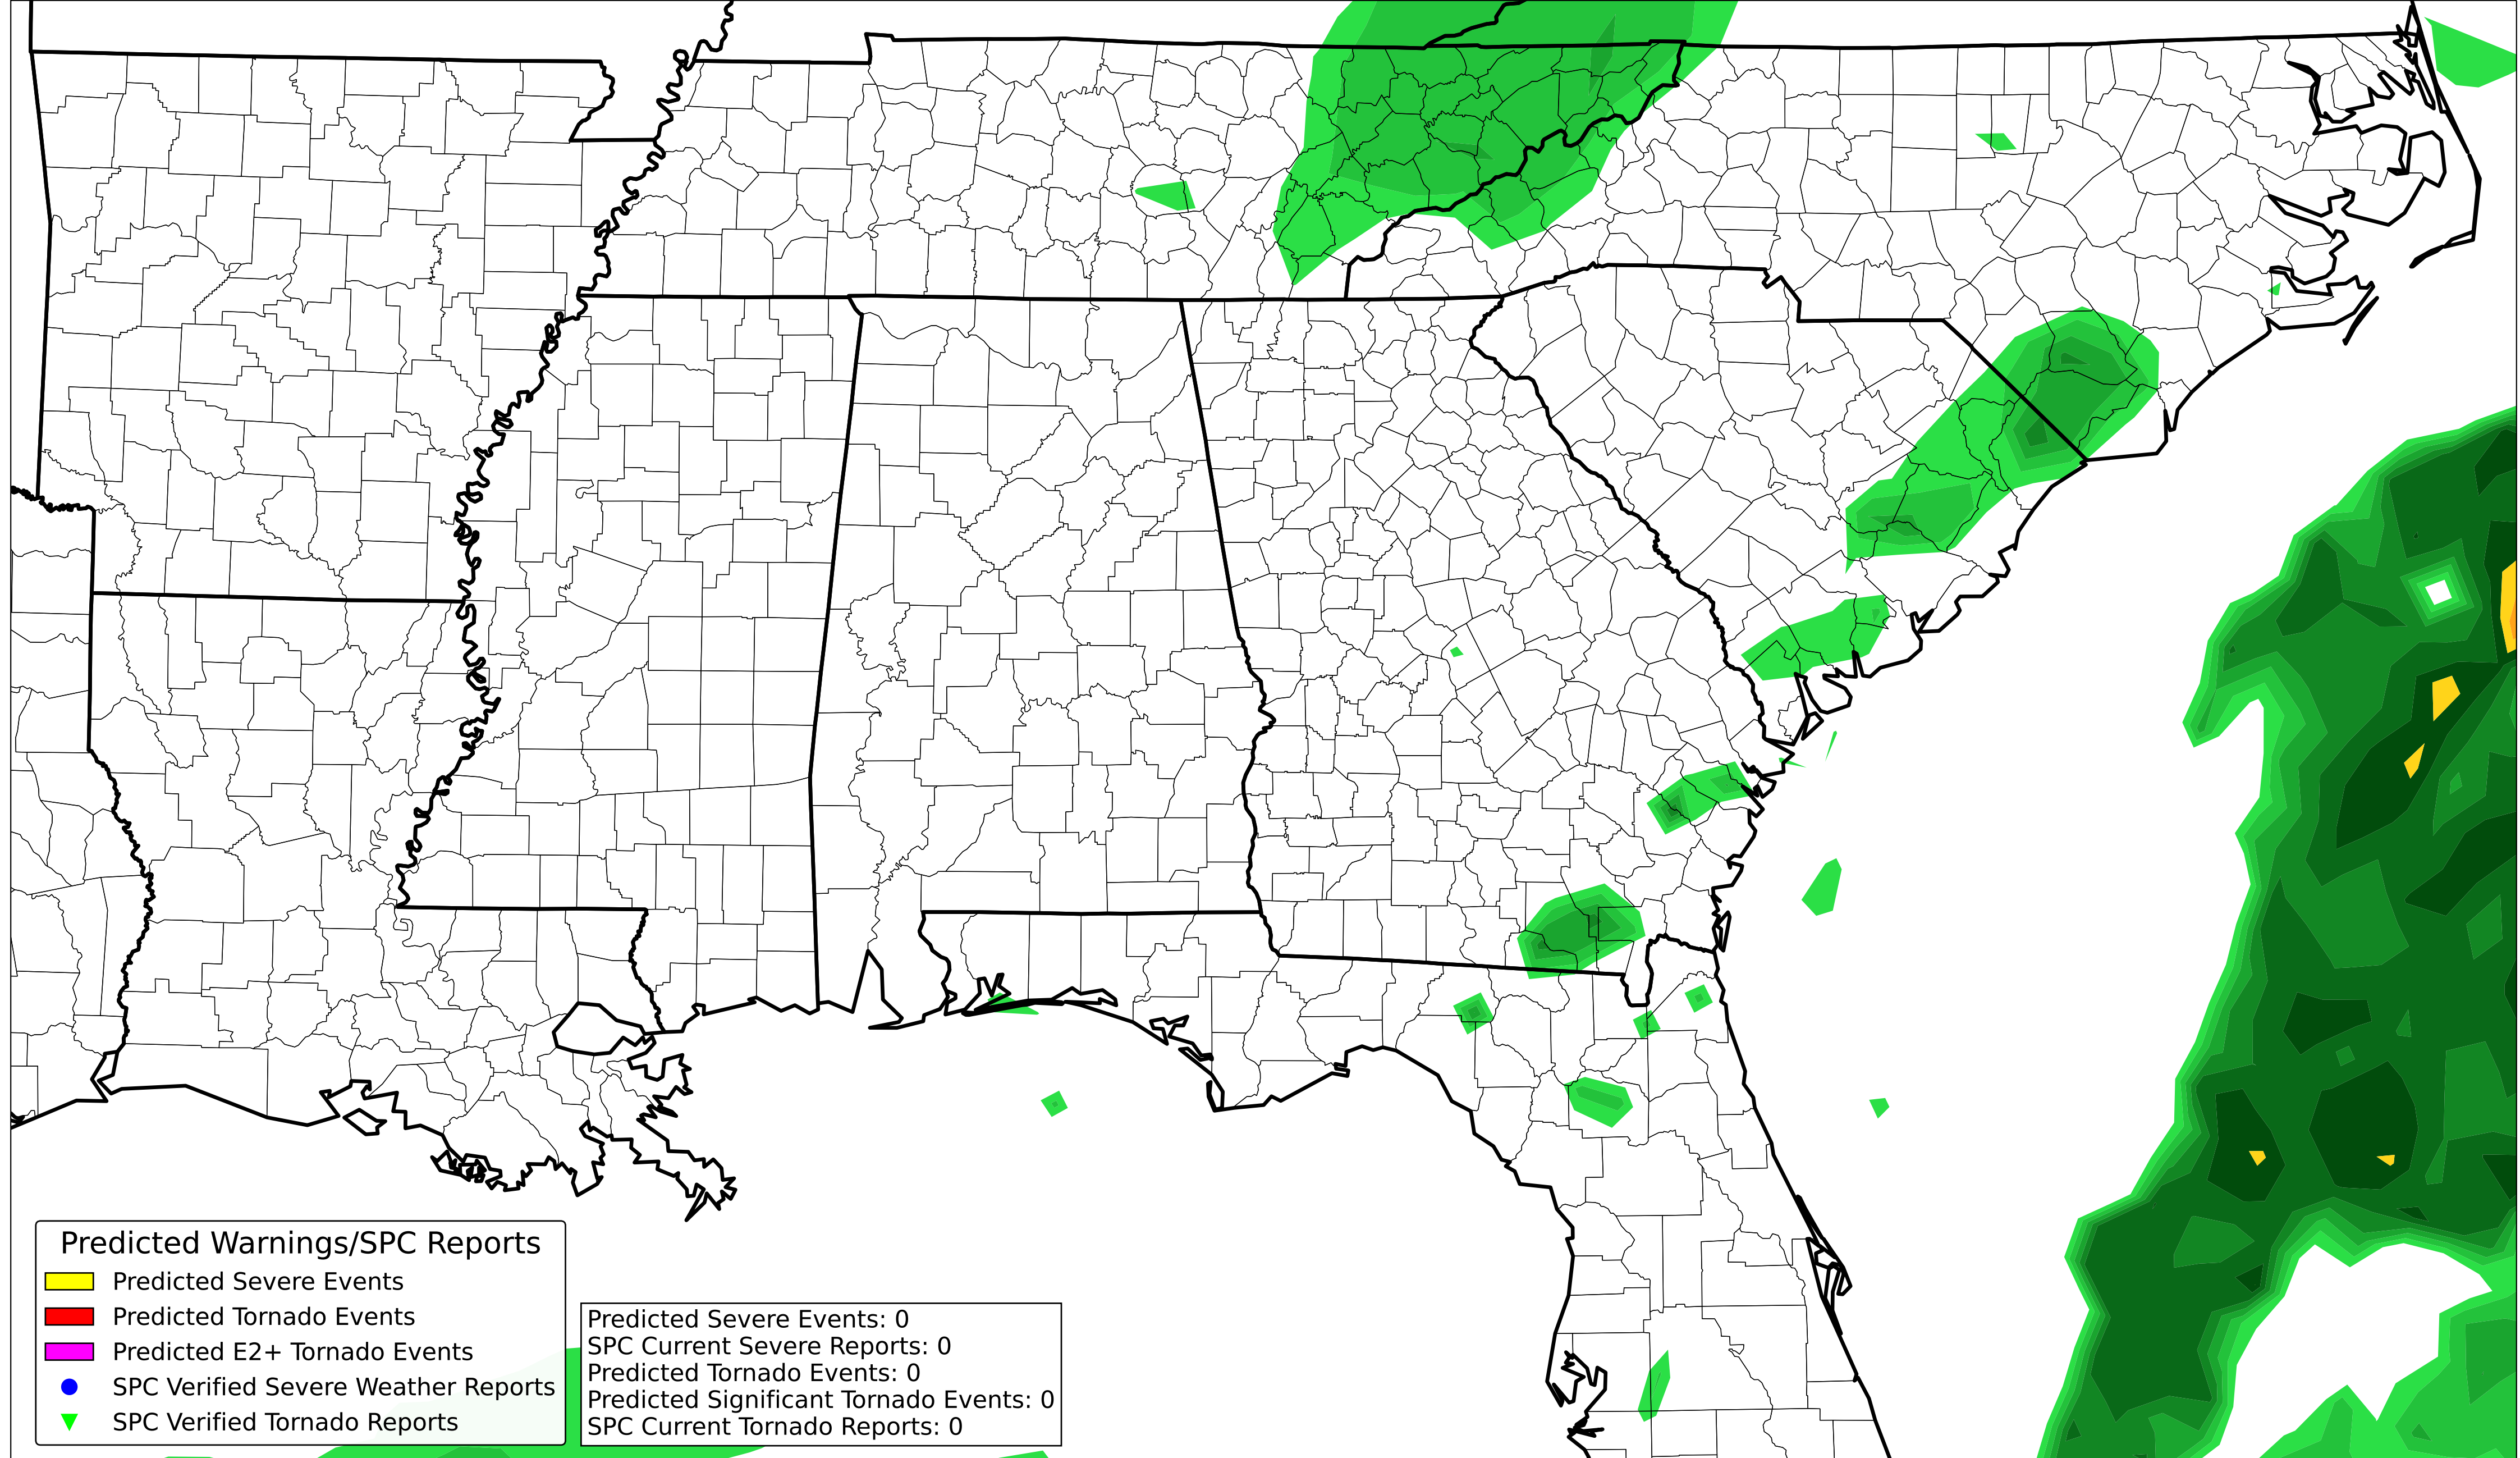 Predicted Warnings/SPC Reports
Predicted Severe Events
Predicted Tornado Events
Predicted E2+ Tornado Events
SPC Verified Severe Weather Reports
SPC Verified Tornado Reports
Predicted Severe Events: 0
SPC Current Severe Reports: 0
Predicted Tornado Events: 0
Predicted Significant Tornado Events: 0
SPC Current Tornado Reports: 0